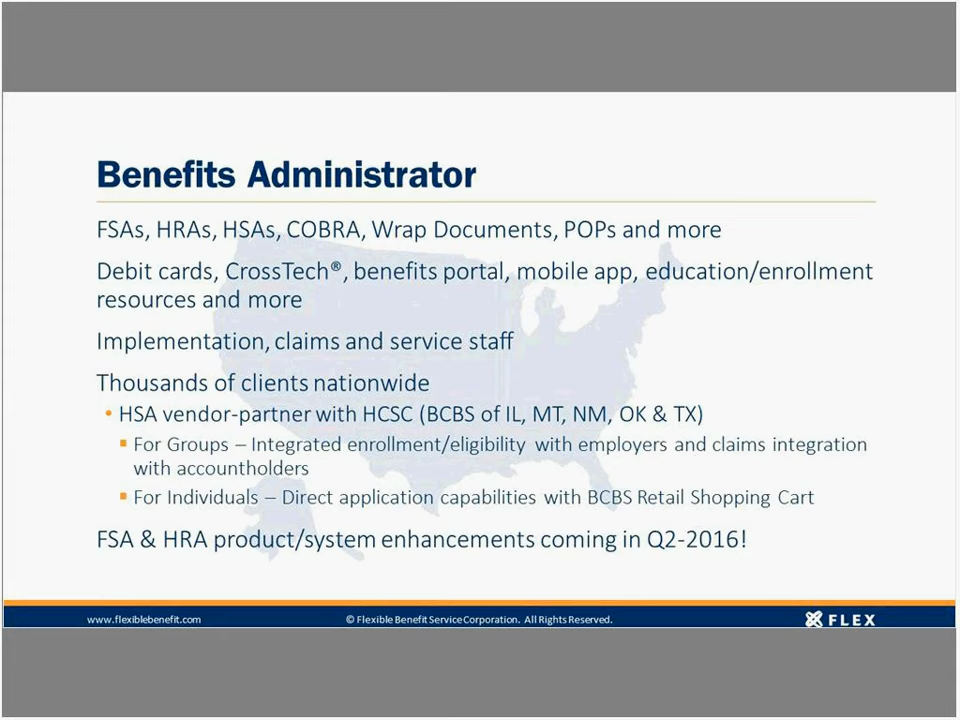 Benefits Administrator
FSAs, HRAs, HSAs, COBRA, Wrap Documents, POPs and more
Debit cards, CrossTech®, benefits portal, mobile app, education/enrollment
resources and more
Implementation, claims and service staff
Thousands of clients nationwide
• HSA vendor-partner with HCSC (BCBS of IL, MT, NM, OK & TX)
▪ For Groups – Integrated enrollment/eligibility with employers and claims integration
with accountholders
▪ For Individuals – Direct application capabilities with BCBS Retail Shopping Cart
FSA & HRA product/system enhancements coming in Q2-2016!
www.flexiblebenefit.com
© Flexible Benefit Service Corporation. All Rights Reserved.
FLEX